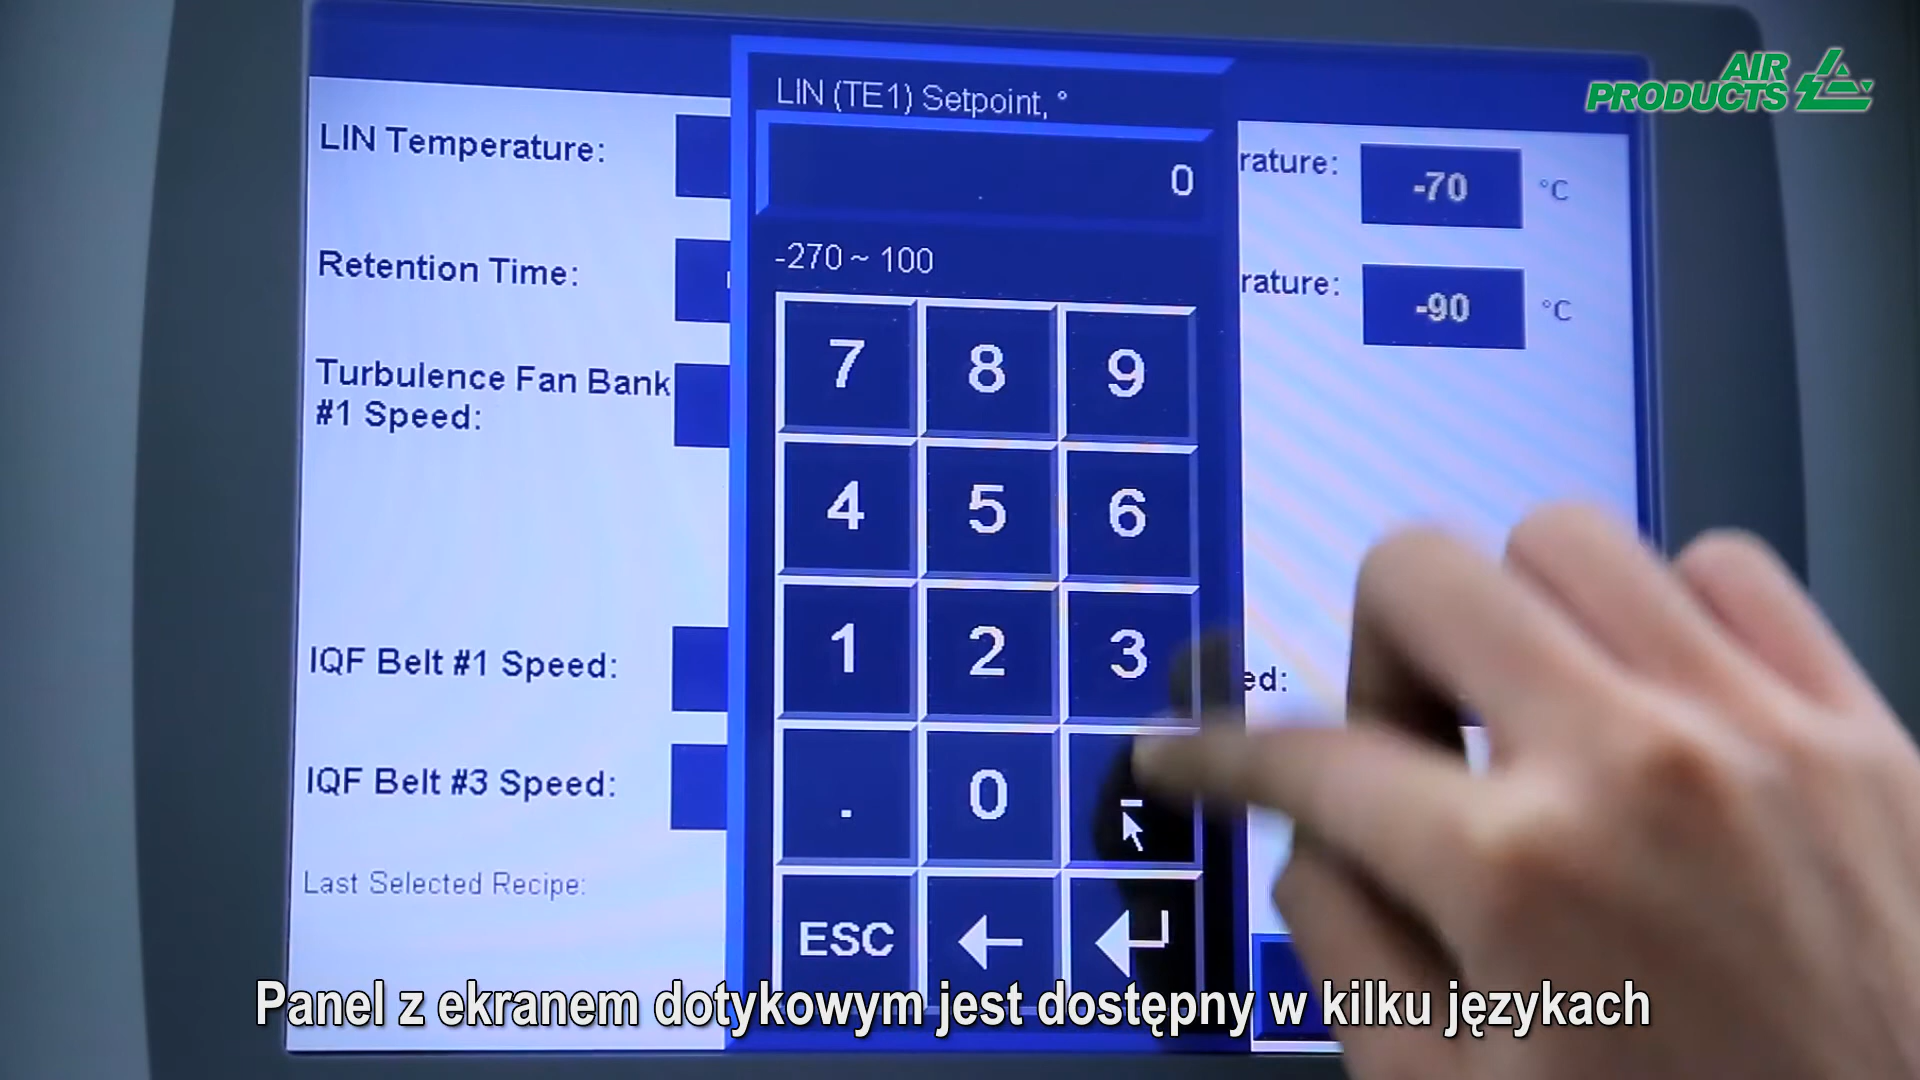 AIR
PRODUCTS
LIN (TE1) Setpoint, °
0
-270 ~ 100
LIN Temperature:
Retention Time:
Turbulence Fan Bank
#1 Speed:
IQF Belt #1 Speed:
IQF Belt #3 Speed:
Last Selected Recipe:
7 8 9
4 5 6
1 2 3
. 0 -
ESC
rature: -70 °C
rature: -90 °C
ed:
Panel z ekranem dotykowym jest dostępny w kilku językach